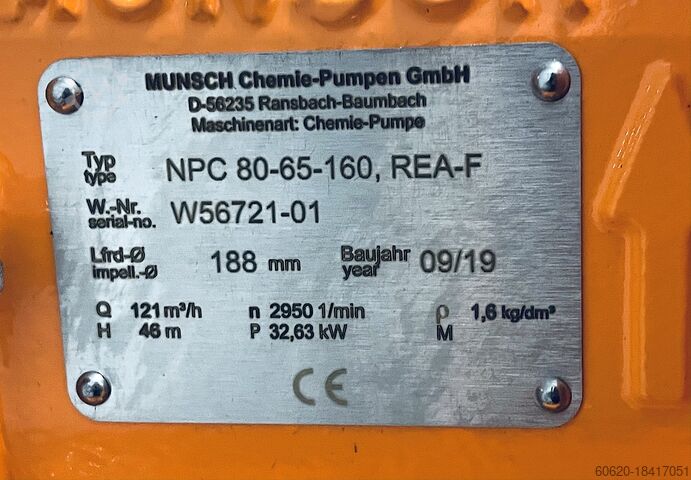 MUNSCH Chemie-Pumpen GmbH
D-56235 Ransbach-Baumbach
Maschinenart: Chemie-Pumpe
Typ NPC 80-65-160, REA-F
type
W.-Nr. W56721-01
serial-no.
Lfrd-Ø 188 mm Baujahr 09/19
impell.-Ø year
Q 121 m³/h n 2950 1/min ρ 1,6 kg/dm³
H 46 m P 32,63 kW M
CE
60620-18417051